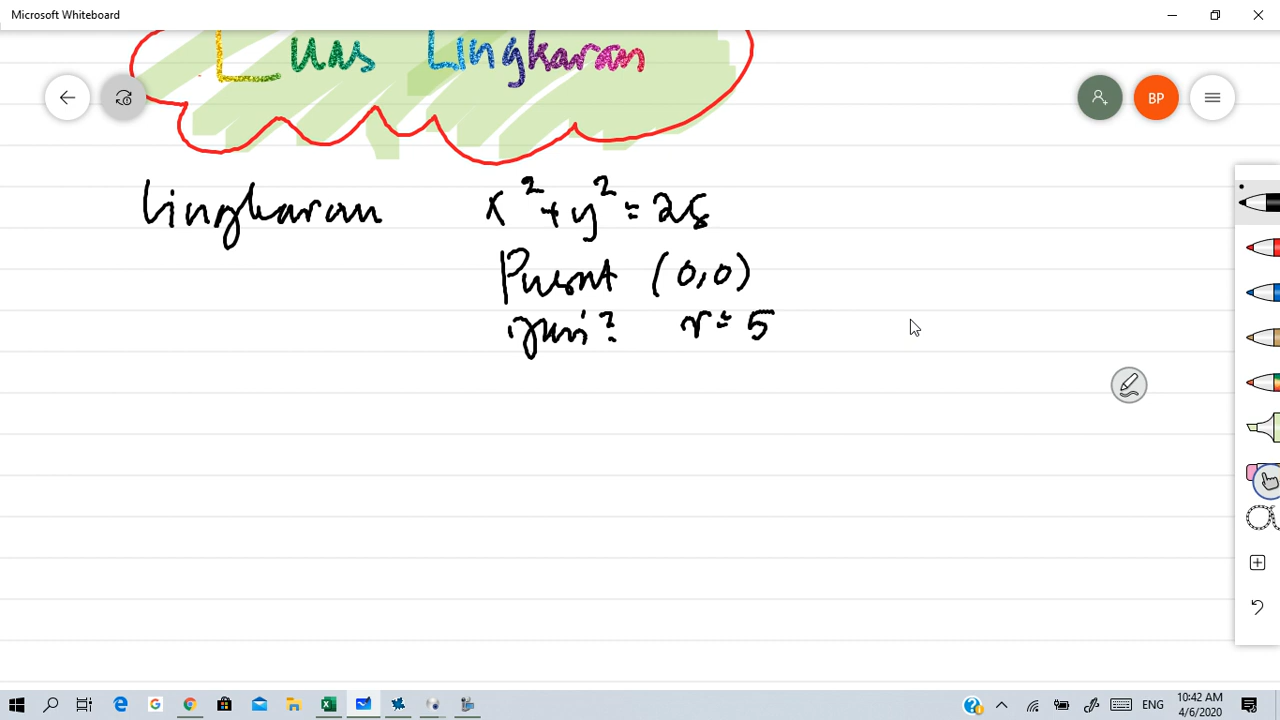 Microsoft Whiteboard
Luas Lingkaran
BP
lingkaran x²+y²=25
Pusat (0,0)
jari² r=5
ENG
10:42 AM
4/6/2020